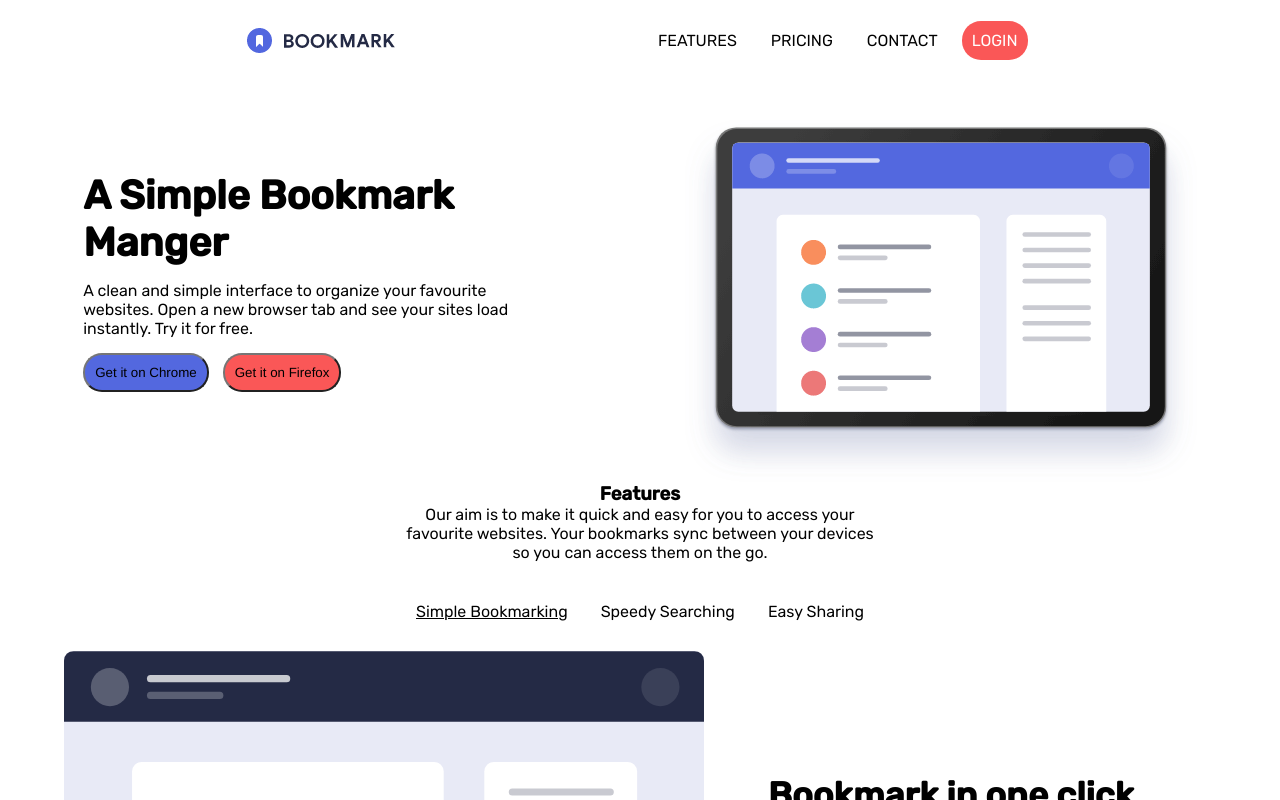 BOOKMARK
FEATURES PRICING CONTACT LOGIN
A Simple Bookmark
Manger
A clean and simple interface to organize your favourite
websites. Open a new browser tab and see your sites load
instantly. Try it for free.
Get it on Chrome Get it on Firefox
Features
Our aim is to make it quick and easy for you to access your
favourite websites. Your bookmarks sync between your devices
so you can access them on the go.
Simple Bookmarking Speedy Searching Easy Sharing
Bookmark in one click